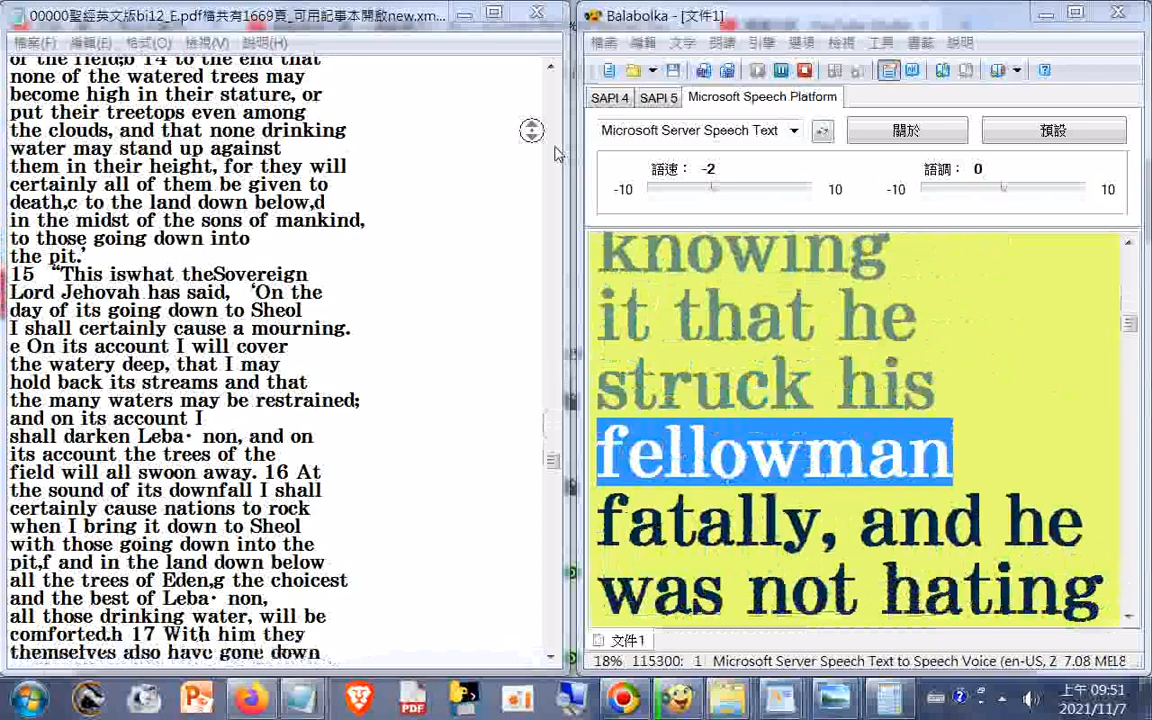 00000聖經英文版bi12_E.pdf檔共有1669頁_可用記事本開啟new.xm...
檔案(F) 編輯(E) 格式(O) 檢視(V) 說明(H)
or the field;b 14 to the end that
none of the watered trees may
become high in their stature, or
put their treetops even among
the clouds, and that none drinking
water may stand up against
them in their height, for they will
certainly all of them be given to
death,c to the land down below,d
in the midst of the sons of mankind,
to those going down into
the pit.’
15 “This iswhat theSovereign
Lord Jehovah has said, ‘On the
day of its going down to Sheol
I shall certainly cause a mourning.
e On its account I will cover
the watery deep, that I may
hold back its streams and that
the many waters may be restrained;
and on its account I
shall darken Leba· non, and on
its account the trees of the
field will all swoon away. 16 At
the sound of its downfall I shall
certainly cause nations to rock
when I bring it down to Sheol
with those going down into the
pit,f and in the land down below
all the trees of Eden,g the choicest
and the best of Leba· non,
all those drinking water, will be
comforted.h 17 With him they
themselves also have gone down
Balabolka - [文件1]
檔案 編輯 文字 朗讀 引擎 選項 檢視 工具 書籤 說明
SAPI 4 SAPI 5 Microsoft Speech Platform
Microsoft Server Speech Text 關於 預設
語速： -2 語調： 0
-10 10 -10 10
knowing
it that he
struck his
fellowman
fatally, and he
was not hating
文件1
18% 115300: 1 Microsoft Server Speech Text to Speech Voice (en-US, Z 7.08 MB
上午 09:51
2021/11/7